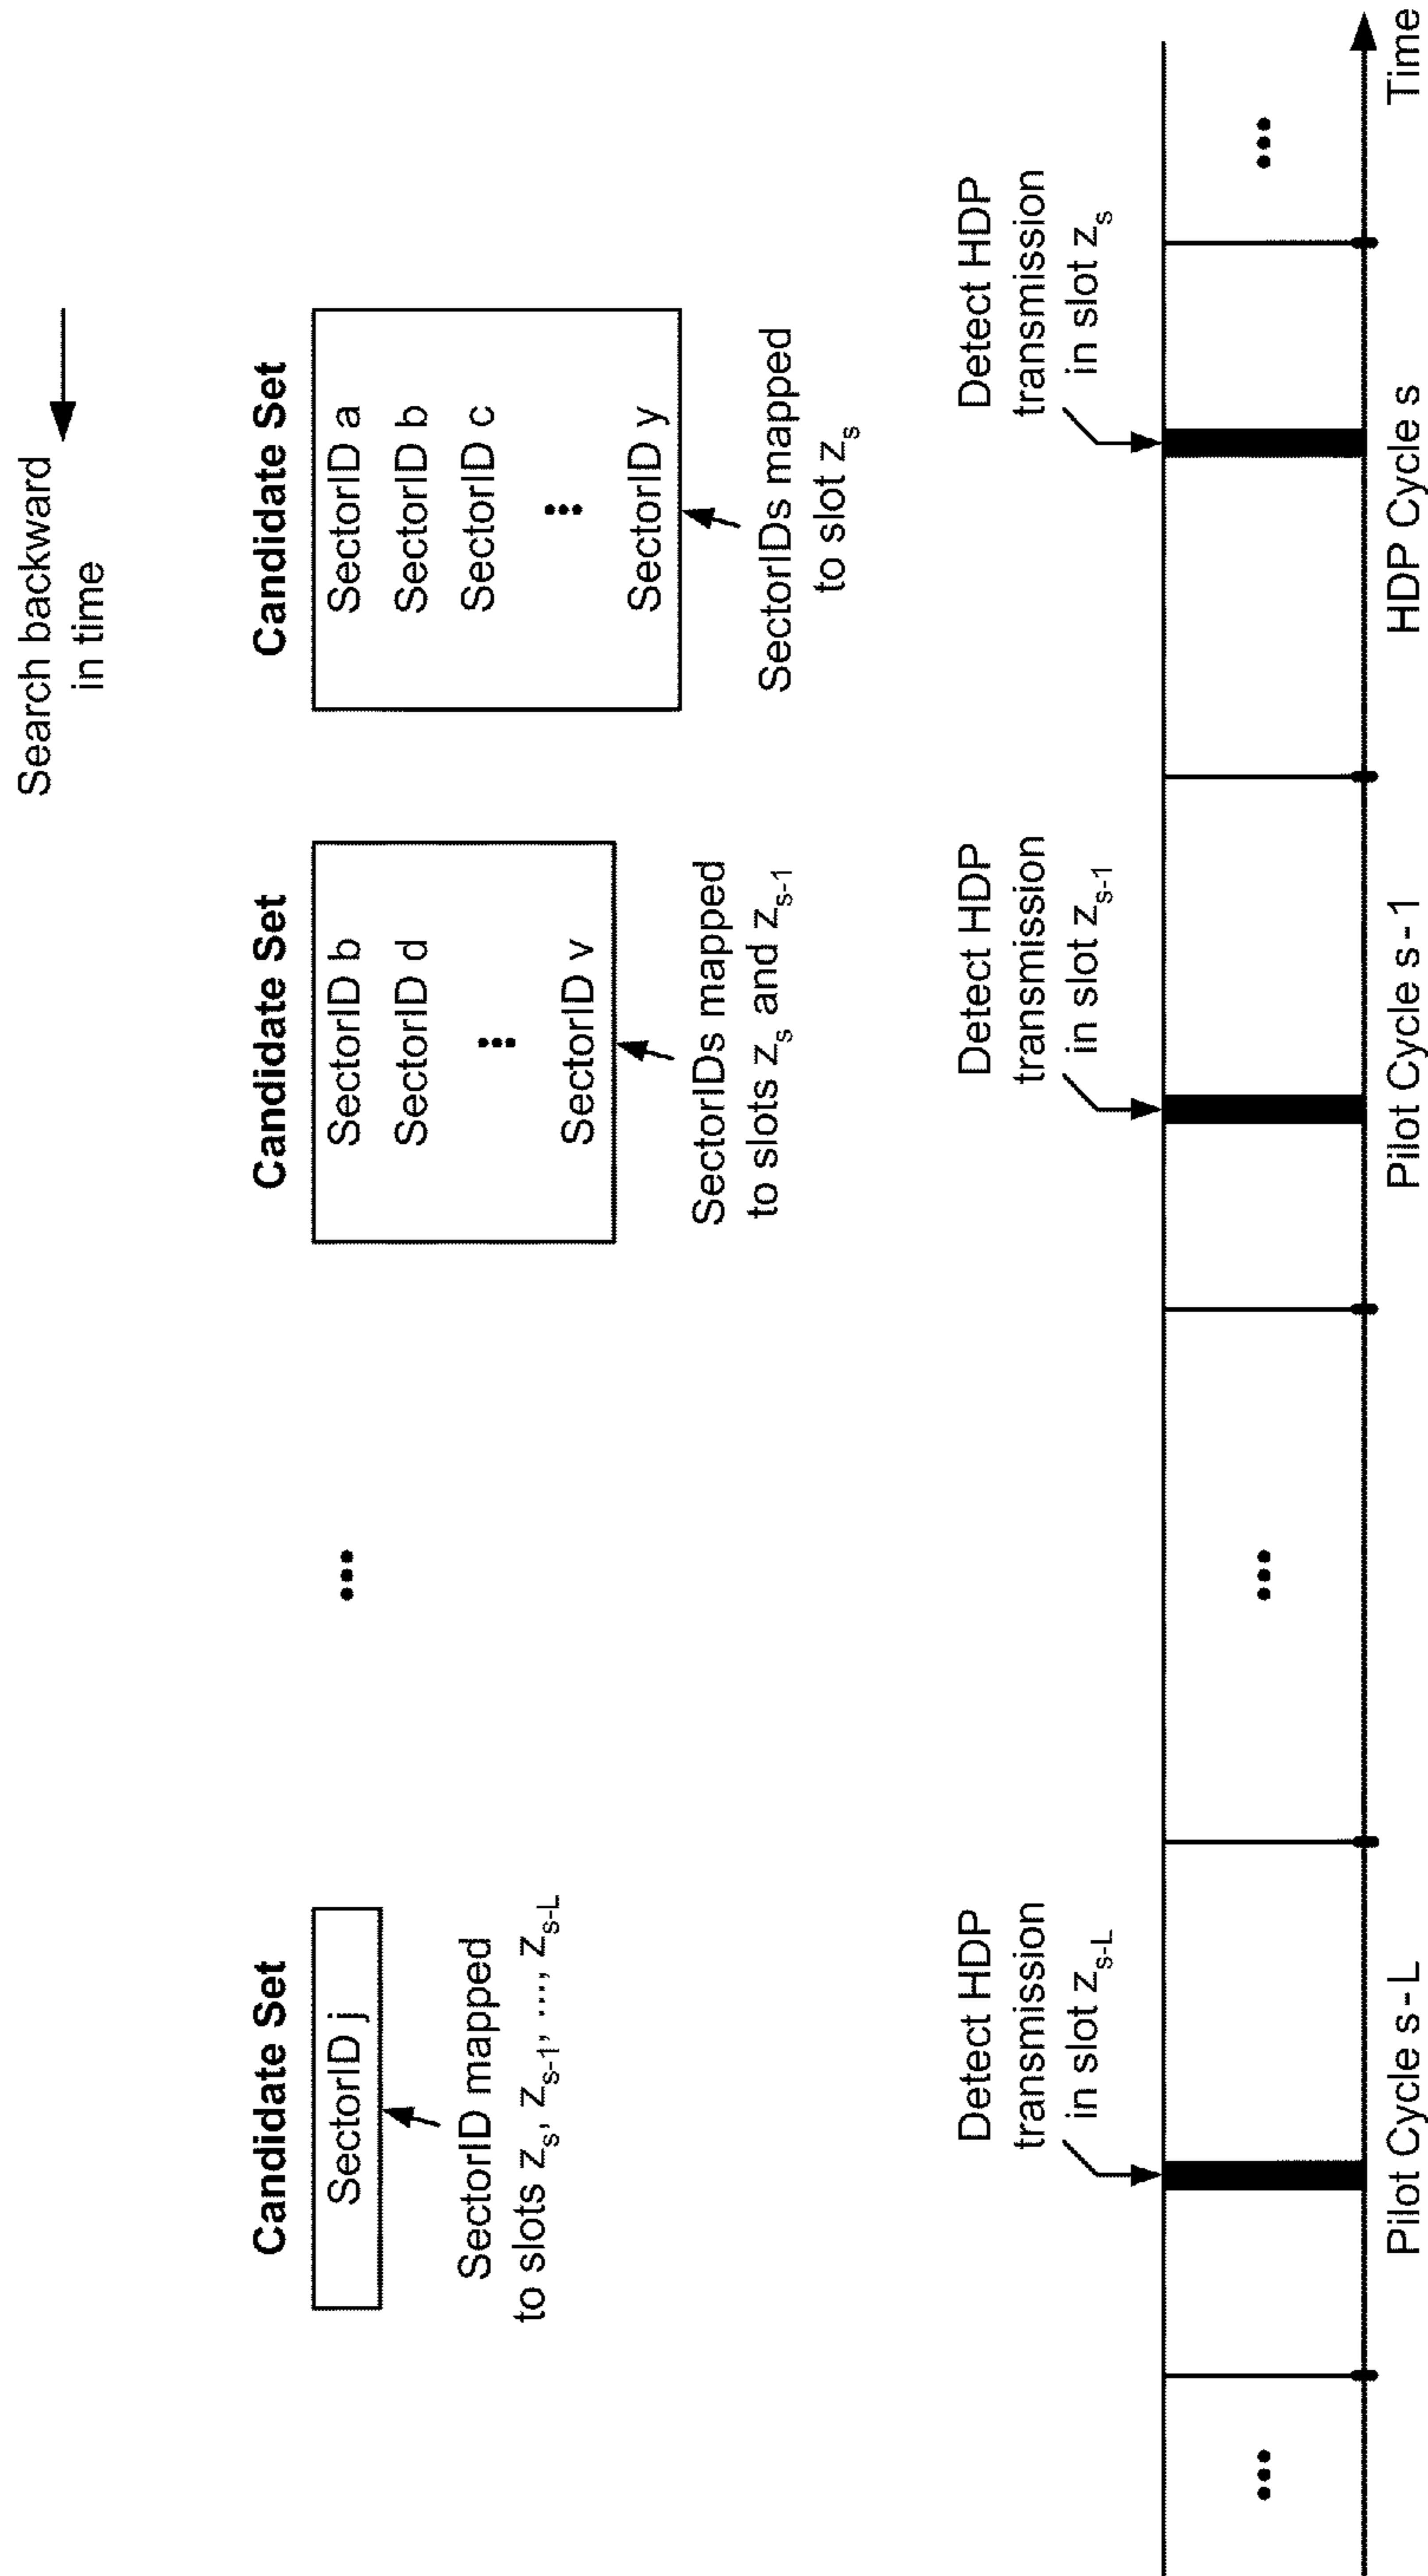 Search backward
in time
Candidate Set
SectorID j
SectorID mapped
to slots z_s, z_s-1, ..., z_s-L
...
Candidate Set
SectorID b
SectorID d
...
SectorID v
SectorIDs mapped
to slots z_s and z_s-1
Candidate Set
SectorID a
SectorID b
SectorID c
...
SectorID y
SectorIDs mapped
to slot z_s
Detect HDP
transmission
in slot z_s-L
Detect HDP
transmission
in slot z_s-1
Detect HDP
transmission
in slot z_s
...
...
...
Pilot Cycle s-L
Pilot Cycle s-1
HDP Cycle s
Time